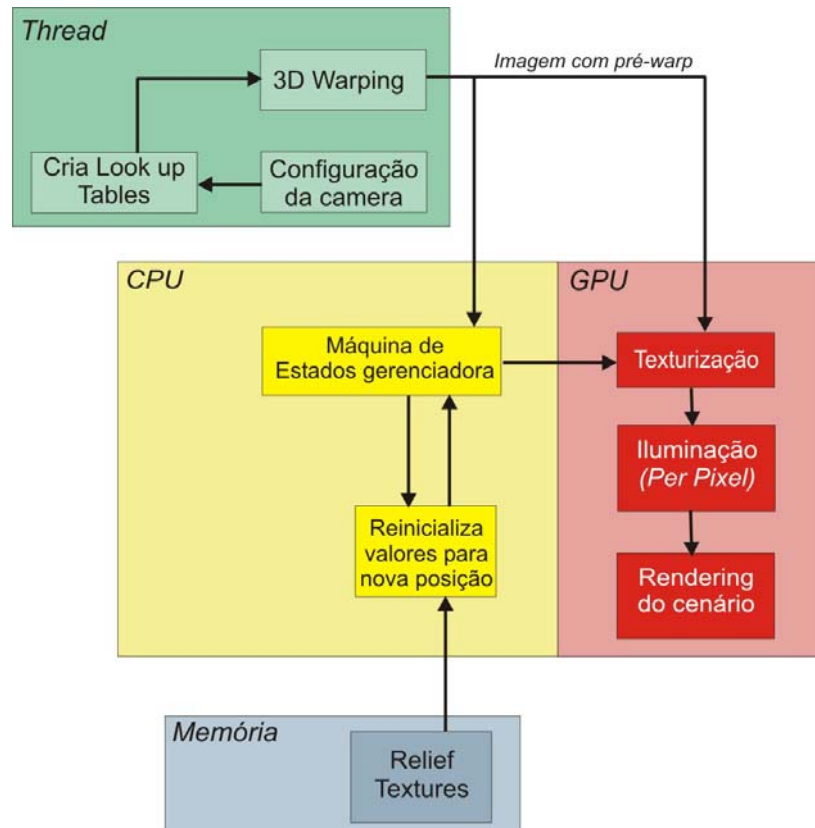 Thread
3D Warping
Imagem com pré-warp
Cria Look up
Tables
Configuração
da camera
CPU
GPU
Máquina de
Estados gerenciadora
Texturização
Iluminação
(Per Pixel)
Reinicializa
valores para
nova posição
Rendering
do cenário
Memória
Relief
Textures